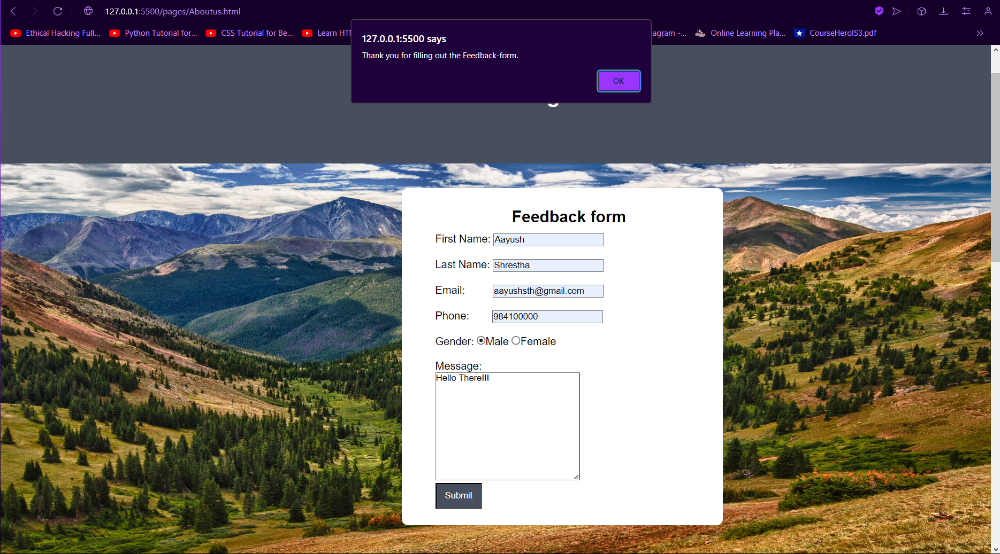 127.0.0.1:5500/pages/Aboutus.html
Ethical Hacking Full...
Python Tutorial for...
CSS Tutorial for Be...
Learn HTM
iagram -...
Online Learning Pla...
CourseHeroIS3.pdf
127.0.0.1:5500 says
Thank you for filling out the Feedback-form.
OK
Feedback form
First Name: Aayush
Last Name: Shrestha
Email: aayushsth@gmail.com
Phone: 984100000
Gender: Male Female
Message:
Hello There!!!
Submit